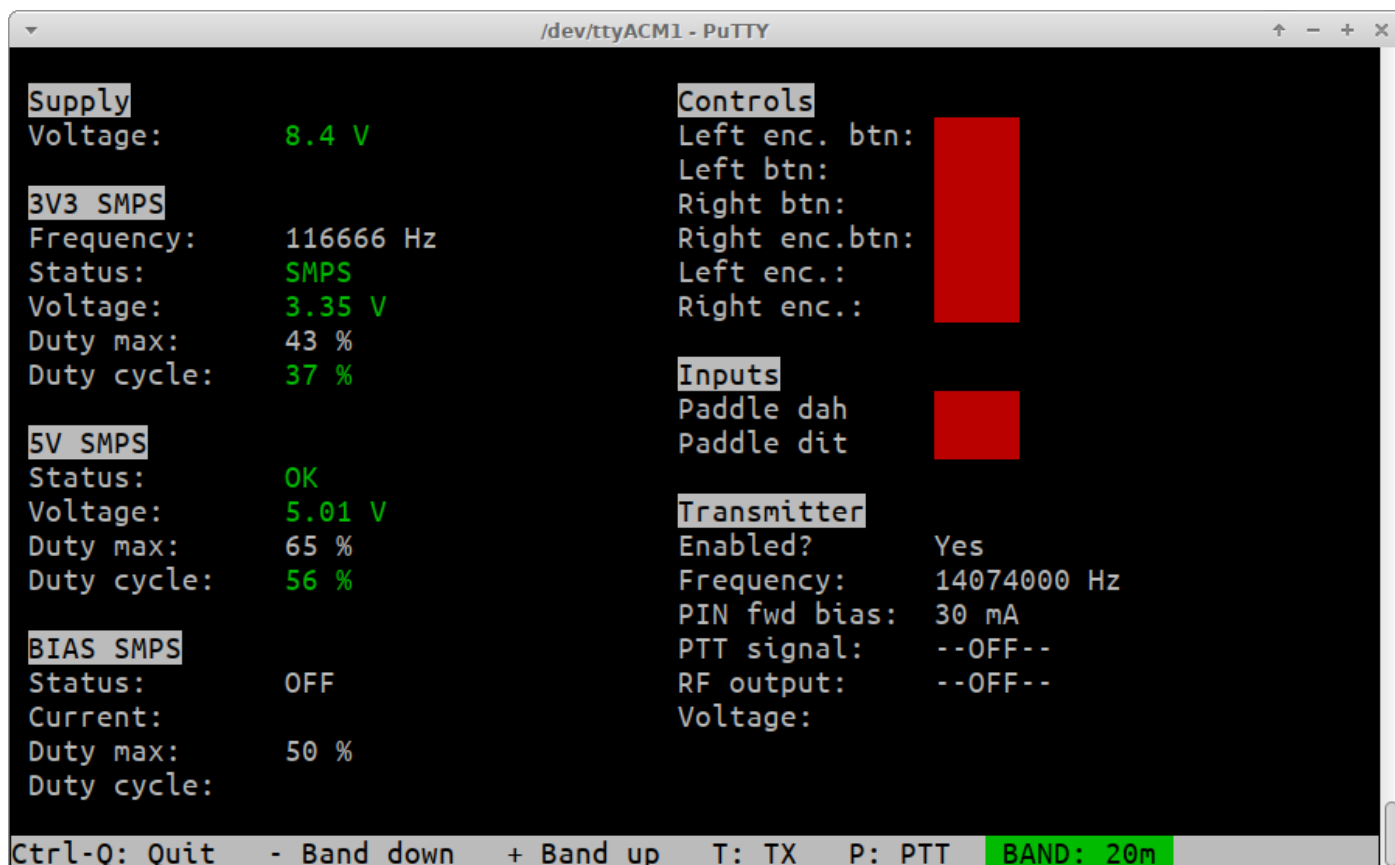 /dev/ttyACM1 - PuTTY
Supply
Voltage: 8.4 V
3V3 SMPS
Frequency: 116666 Hz
Status: SMPS
Voltage: 3.35 V
Duty max: 43 %
Duty cycle: 37 %
5V SMPS
Status: OK
Voltage: 5.01 V
Duty max: 65 %
Duty cycle: 56 %
BIAS SMPS
Status: OFF
Current:
Duty max: 50 %
Duty cycle:
Controls
Left enc. btn:
Left btn:
Right btn:
Right enc.btn:
Left enc.:
Right enc.:
Inputs
Paddle dah
Paddle dit
Transmitter
Enabled? Yes
Frequency: 14074000 Hz
PIN fwd bias: 30 mA
PTT signal: --OFF--
RF output: --OFF--
Voltage:
Ctrl-Q: Quit - Band down + Band up T: TX P: PTT BAND: 20m